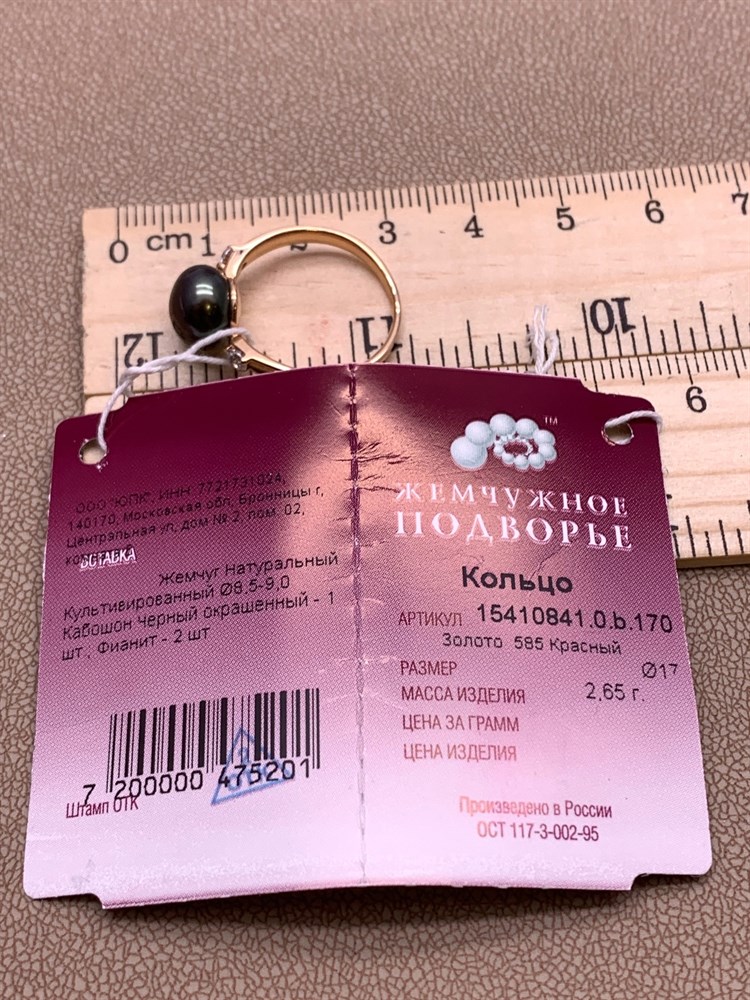 0 cm 1 2 3 4 5 6 7
12 11 10
6
ООО "ЮПК", ИНН: 7721731024,
140170, Московская обл, Бронницы г,
Центральная ул, дом № 2, пом. 02,
ВСТАВКА
Жемчуг Натуральный
Культивированный Ø8,5-9,0
Кабошон Черный окрашенный - 1
шт., Фианит - 2 шт
7 200000 475201
Штамп ОТК
TM
ЖЕМЧУЖНОЕ
ПОДВОРЬЕ
Кольцо
АРТИКУЛ 15410841.0.b.170
Золото 585 Красный
РАЗМЕР Ø17
МАССА ИЗДЕЛИЯ 2,65 г.
ЦЕНА ЗА ГРАММ
ЦЕНА ИЗДЕЛИЯ
Произведено в России
ОСТ 117-3-002-95